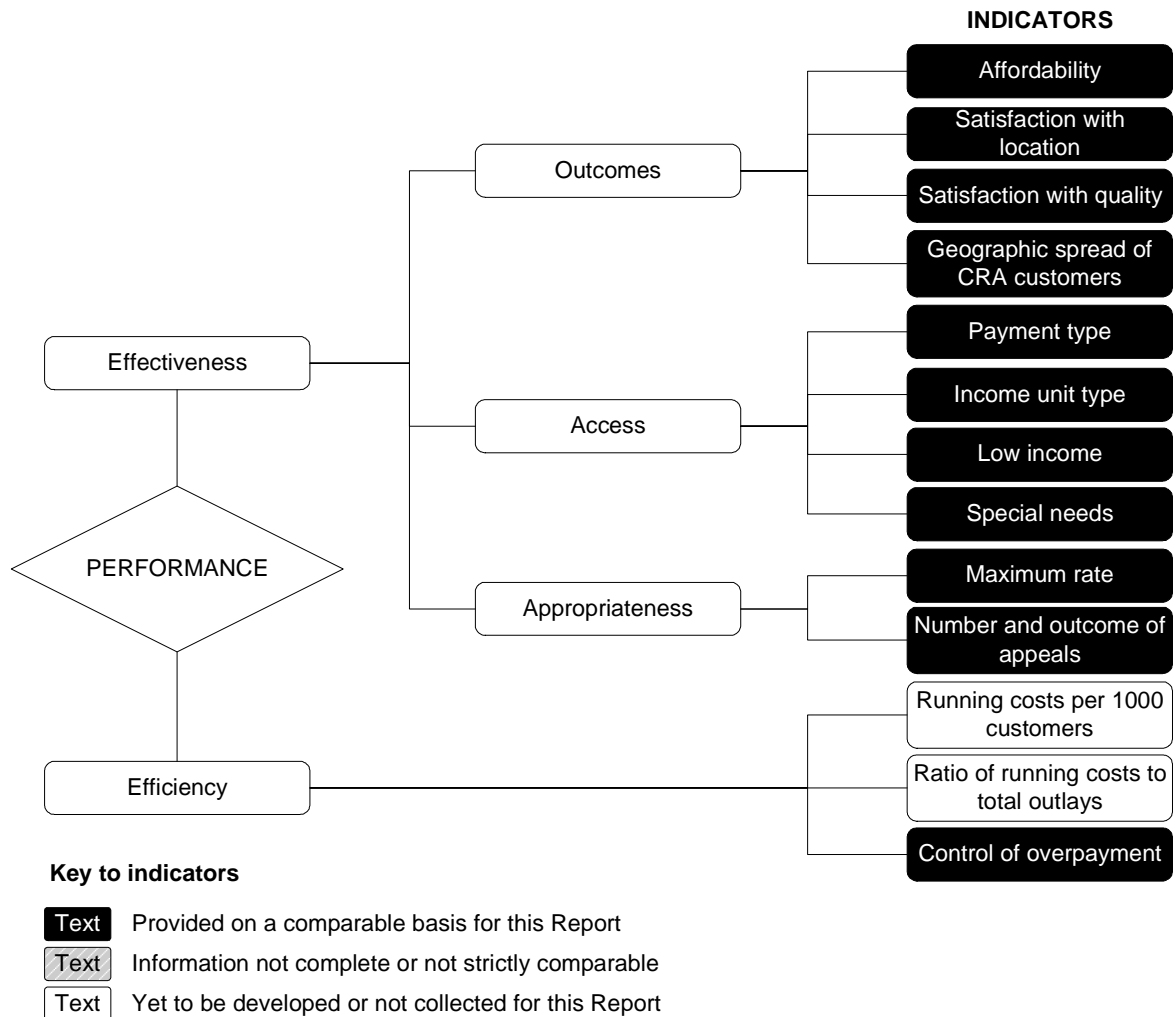 INDICATORS
Affordability
Satisfaction with
location
Outcomes
Satisfaction with quality
Geographic spread of
CRA customers
Payment type
Effectiveness
Income unit type
Access
Low income
Special needs
PERFORMANCE
Maximum rate
Appropriateness
Number and outcome of
appeals
Running costs per 1000
customers
Efficiency
Ratio of running costs to
total outlays
Control of overpayment
Key to indicators
Text Provided on a comparable basis for this Report
Text Information not complete or not strictly comparable
Text Yet to be developed or not collected for this Report